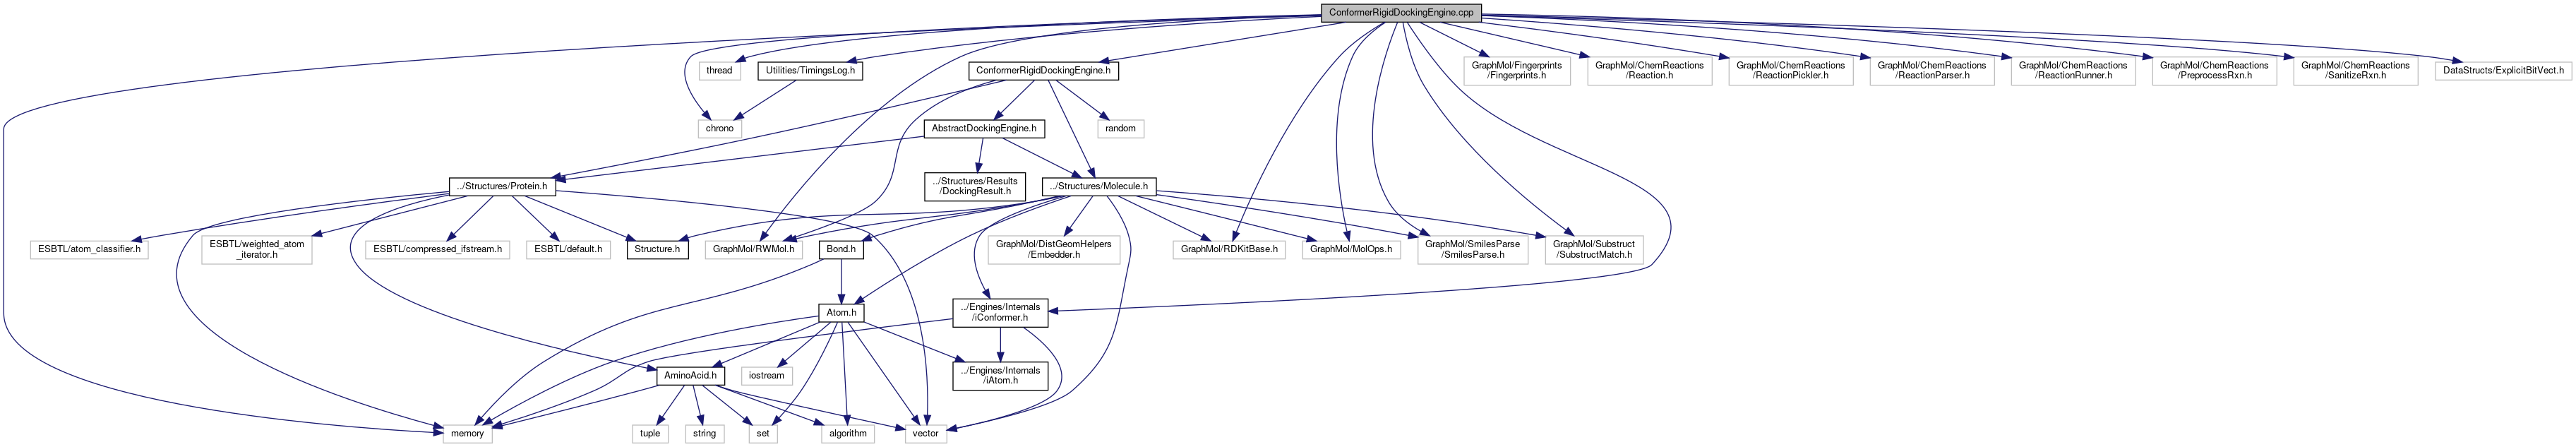 ConformerRigidDockingEngine.cpp
thread
Utilities/TimingsLog.h
ConformerRigidDockingEngine.h
GraphMol/Fingerprints
/Fingerprints.h
GraphMol/ChemReactions
/Reaction.h
GraphMol/ChemReactions
/ReactionPickler.h
GraphMol/ChemReactions
/ReactionParser.h
GraphMol/ChemReactions
/ReactionRunner.h
GraphMol/ChemReactions
/PreprocessRxn.h
GraphMol/ChemReactions
/SanitizeRxn.h
DataStructs/ExplicitBitVect.h
chrono
AbstractDockingEngine.h
random
../Structures/Protein.h
../Structures/Results
/DockingResult.h
../Structures/Molecule.h
ESBTL/atom_classifier.h
ESBTL/weighted_atom
_iterator.h
ESBTL/compressed_ifstream.h
ESBTL/default.h
Structure.h
GraphMol/RWMol.h
Bond.h
GraphMol/DistGeomHelpers
/Embedder.h
GraphMol/RDKitBase.h
GraphMol/MolOps.h
GraphMol/SmilesParse
/SmilesParse.h
GraphMol/Substruct
/SubstructMatch.h
Atom.h
../Engines/Internals
/iConformer.h
AminoAcid.h
iostream
../Engines/Internals
/iAtom.h
memory
tuple
string
set
algorithm
vector